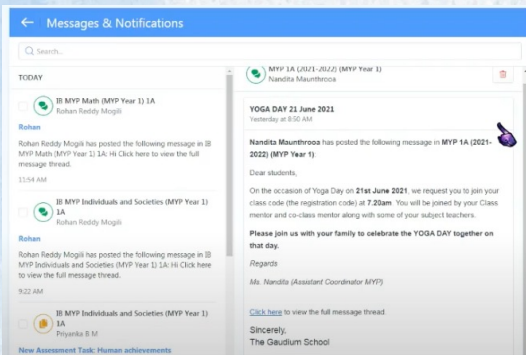 ← Messages & Notifications
Search...
TODAY
IB MYP Math (MYP Year 1) 1A
Rohan Reddy Mogili
Rohan
Rohan Reddy Mogili has posted the following message in IB
MYP Math (MYP Year 1) 1A: Hi Click here to view the full
message thread.
11:54 AM
IB MYP Individuals and Societies (MYP Year 1)
1A
Rohan Reddy Mogili
Rohan
Rohan Reddy Mogili has posted the following message in IB
MYP Individuals and Societies (MYP Year 1) 1A: Hi Click here
to view the full message thread.
9:22 AM
IB MYP Individuals and Societies (MYP Year 1)
1A
Priyanka B M
New Assessment Task: Human achievements
MYP 1A (2021-2022) (MYP Year 1)
Nandita Maunthrooa
YOGA DAY 21 June 2021
Yesterday at 8:50 AM
Nandita Maunthrooa has posted the following message in MYP 1A (2021-
2022) (MYP Year 1)
Dear students,
On the occasion of Yoga Day on 21st June 2021, we request you to join your
class code (the registration code) at 7.20am. You will be joined by your Class
mentor and co-class mentor along with some of your subject teachers.
Please join us with your family to celebrate the YOGA DAY together on
that day.
Regards
Ms. Nandita (Assistant Coordinator MYP)
Click here to view the full message thread.
Sincerely,
The Gaudium School